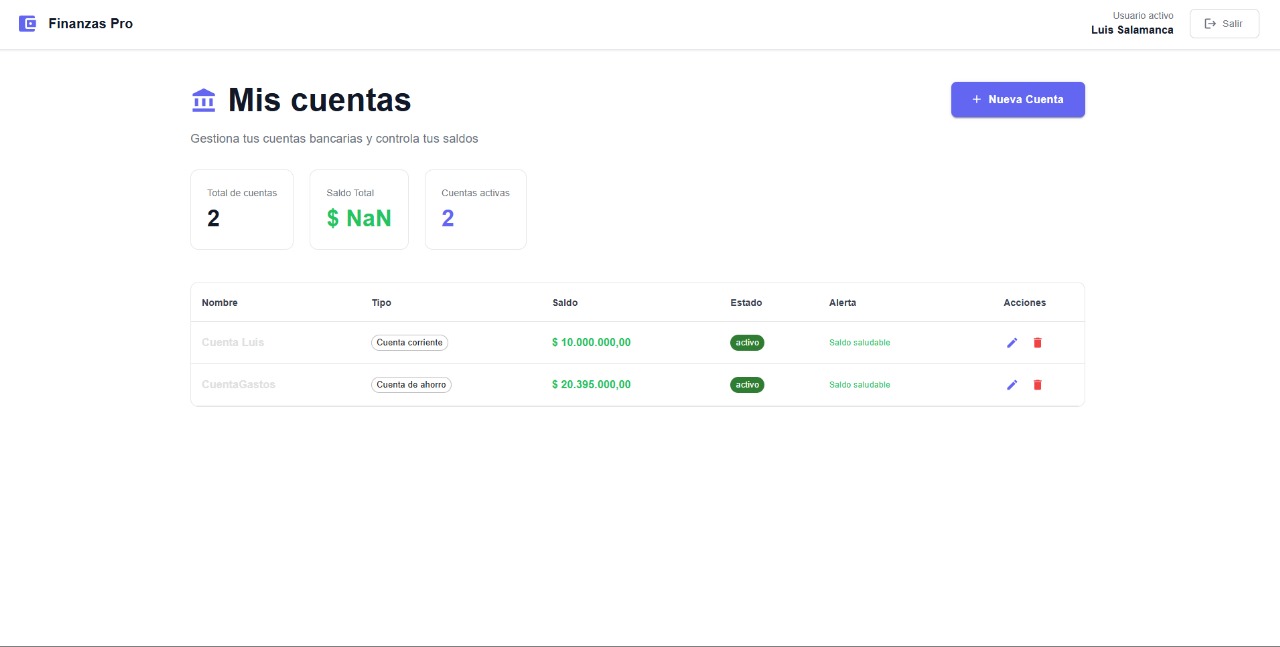 Finanzas Pro
Usuario activo
Luis Salamanca
Salir
Mis cuentas
+ Nueva Cuenta
Gestiona tus cuentas bancarias y controla tus saldos
Total de cuentas
2
Saldo Total
$ NaN
Cuentas activas
2
Nombre Tipo Saldo Estado Alerta Acciones
Cuenta Luis Cuenta corriente $ 10.000.000,00 activo Saldo saludable
CuentaGastos Cuenta de ahorro $ 20.395.000,00 activo Saldo saludable